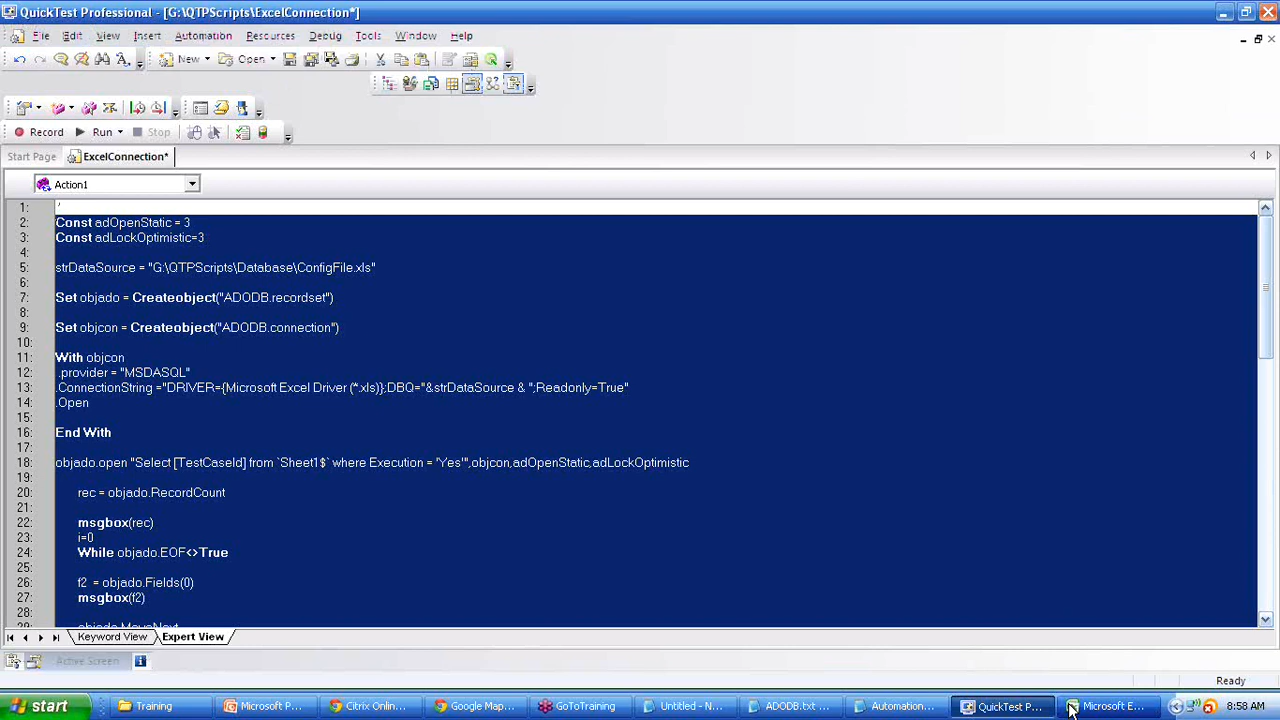 QuickTest Professional - [G:\QTPScripts\ExcelConnection*]
File Edit View Insert Automation Resources Debug Tools Window Help
New Open
Record Run Stop
Start Page ExcelConnection*
Action1
1: '
2: Const adOpenStatic = 3
3: Const adLockOptimistic=3
4:
5: strDataSource = "G:\QTPScripts\Database\ConfigFile.xls"
6:
7: Set objado = Createobject("ADODB.recordset")
8:
9: Set objcon = Createobject("ADODB.connection")
10:
11: With objcon
12: .provider = "MSDASQL"
13: .ConnectionString ="DRIVER={Microsoft Excel Driver (*.xls)};DBQ="&strDataSource & ";Readonly=True"
14: .Open
15:
16: End With
17:
18: objado.open "Select [TestCaseId] from `Sheet1$` where Execution = 'Yes'",objcon,adOpenStatic,adLockOptimistic
19:
20: rec = objado.RecordCount
21:
22: msgbox(rec)
23: i=0
24: While objado.EOF<>True
25:
26: f2 = objado.Fields(0)
27: msgbox(f2)
28:
29: objado.MoveNext
Keyword View Expert View
Active Screen
Ready
start Training Microsoft P... Citrix Onlin... Google Map... GoToTraining Untitled - N... ADODB.txt ... Automation... QuickTest P... Microsoft E... 8:58 AM